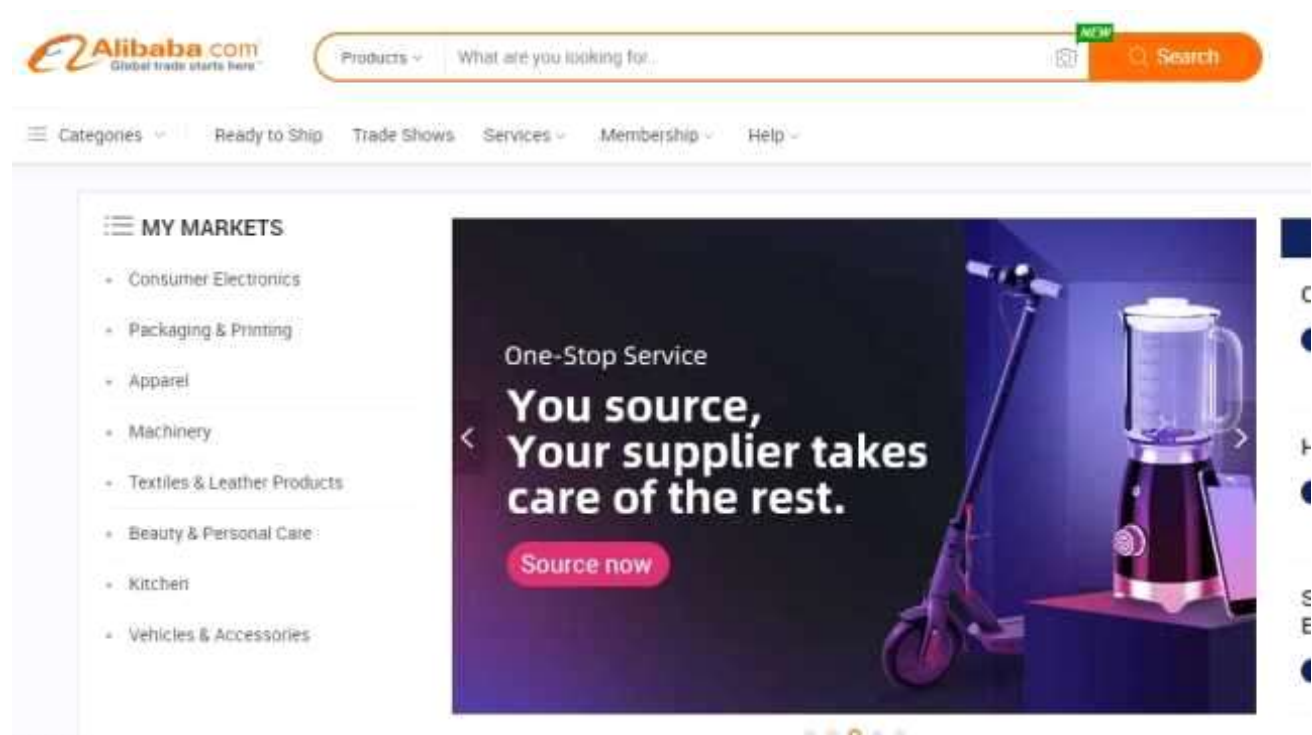 Alibaba.com
Global trade starts here.™
Products
What are you looking for...
NEW
Search
Categories
Ready to Ship
Trade Shows
Services
Membership
Help
MY MARKETS
Consumer Electronics
Packaging & Printing
Apparel
Machinery
Textiles & Leather Products
Beauty & Personal Care
Kitchen
Vehicles & Accessories
One-Stop Service
You source,
Your supplier takes
care of the rest.
Source now
H
S
E